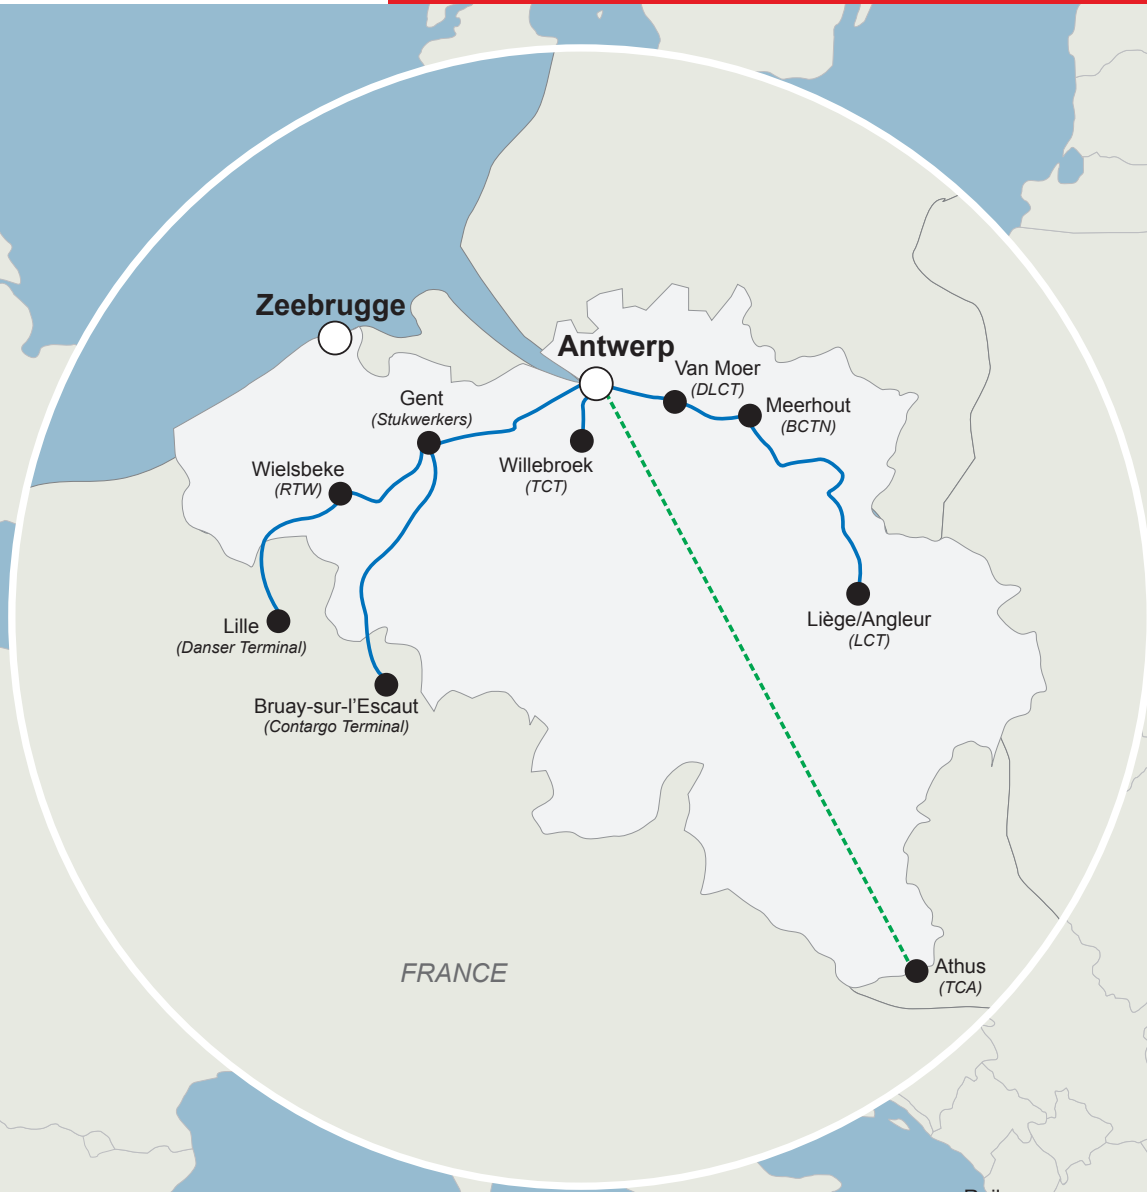 Zeebrugge
Antwerp
Van Moer
(DLCT)
Meerhout
(BCTN)
Gent
(Stukwerkers)
Willebroek
(TCT)
Wielsbeke
(RTW)
Lille
(Danser Terminal)
Liège/Angleur
(LCT)
Bruay-sur-l'Escaut
(Contargo Terminal)
FRANCE
Athus
(TCA)